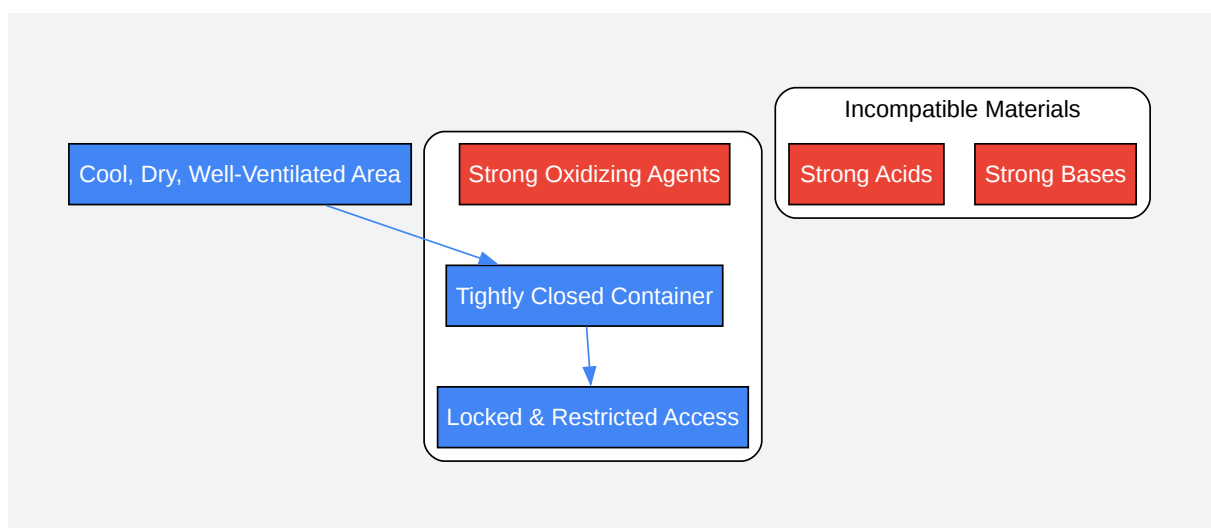 Incompatible Materials
Cool, Dry, Well-Ventilated Area
Strong Oxidizing Agents
Strong Acids
Strong Bases
Tightly Closed Container
Locked & Restricted Access